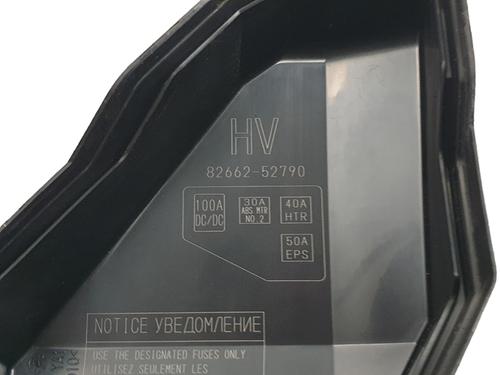 HV
82662-52790
100A DC/DC
30A ABS MTR NO.2
40A HTR
50A EPS
NOTICE УВЕДОМЛЕНИЕ
USE THE DESIGNATED FUSES ONLY
UTILISEZ SEULEMENT LES